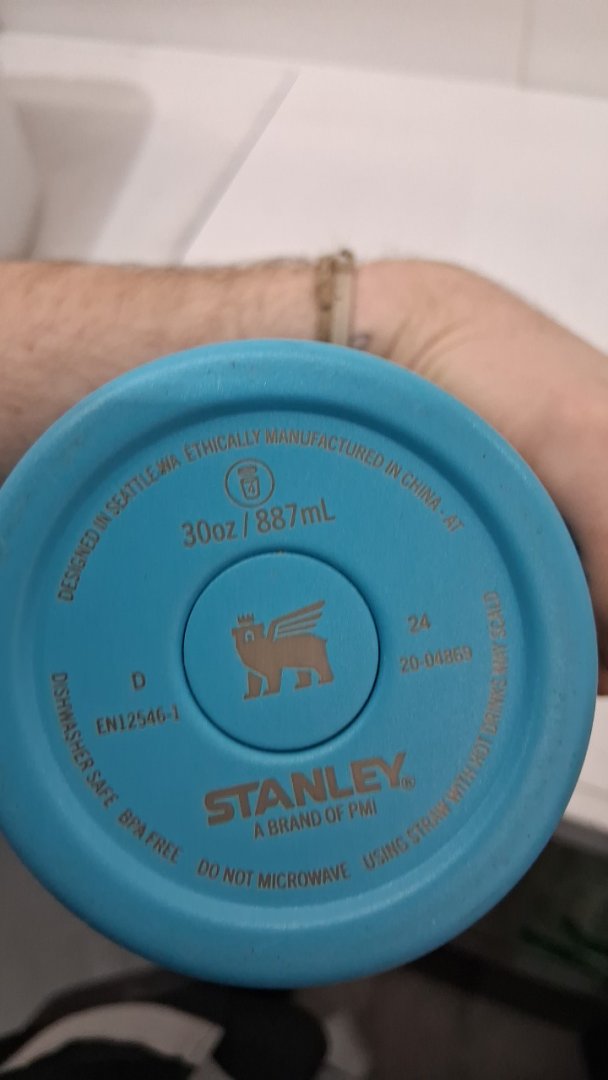 DESIGNED IN SEATTLE, WA ETHICALLY MANUFACTURED IN CHINA - AT
30oz / 887mL
24
20-04869
D
EN12546-1
STANLEY®
A BRAND OF PMI
DISHWASHER SAFE BPA FREE DO NOT MICROWAVE USING STRAW WITH HOT DRINKS MAY SCALD